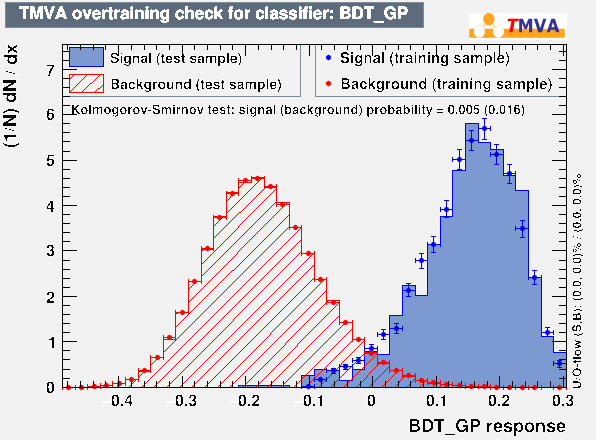 TMVA overtraining check for classifier: BDT_GP
TMVA
Signal (test sample)
Background (test sample)
Signal (training sample)
Background (training sample)
Kolmogorov-Smirnov test: signal (background) probability = 0.005 (0.016)
(1/N) dN / dx
7
6
5
4
3
2
1
0
−0.4 −0.3 −0.2 −0.1 0 0.1 0.2 0.3
BDT_GP response
U/O-flow (S,B): (0.0, 0.0)% / (0.0, 0.0)%